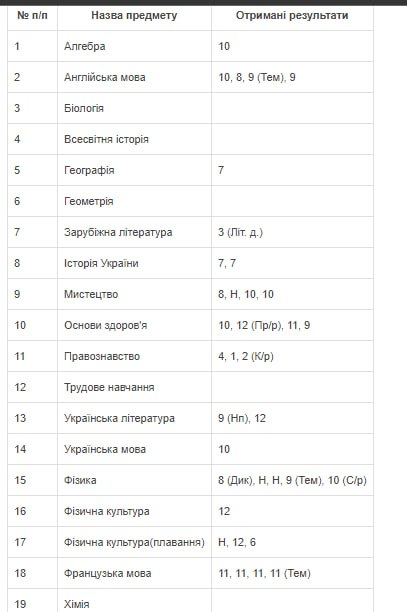 № п/п Назва предмету Отримані результати
1 Алгебра 10
2 Англійська мова 10, 8, 9 (Тем), 9
3 Біологія
4 Всесвітня історія
5 Географія 7
6 Геометрія
7 Зарубіжна література 3 (Літ. д.)
8 Історія України 7, 7
9 Мистецтво 8, Н, 10, 10
10 Основи здоров'я 10, 12 (Пр/р), 11, 9
11 Правознавство 4, 1, 2 (К/р)
12 Трудове навчання
13 Українська література 9 (Нп), 12
14 Українська мова 10
15 Фізика 8 (Дик), Н, Н, 9 (Тем), 10 (С/р)
16 Фізична культура 12
17 Фізична культура(плавання) Н, 12, 6
18 Французька мова 11, 11, 11, 11 (Тем)
19 Хімія